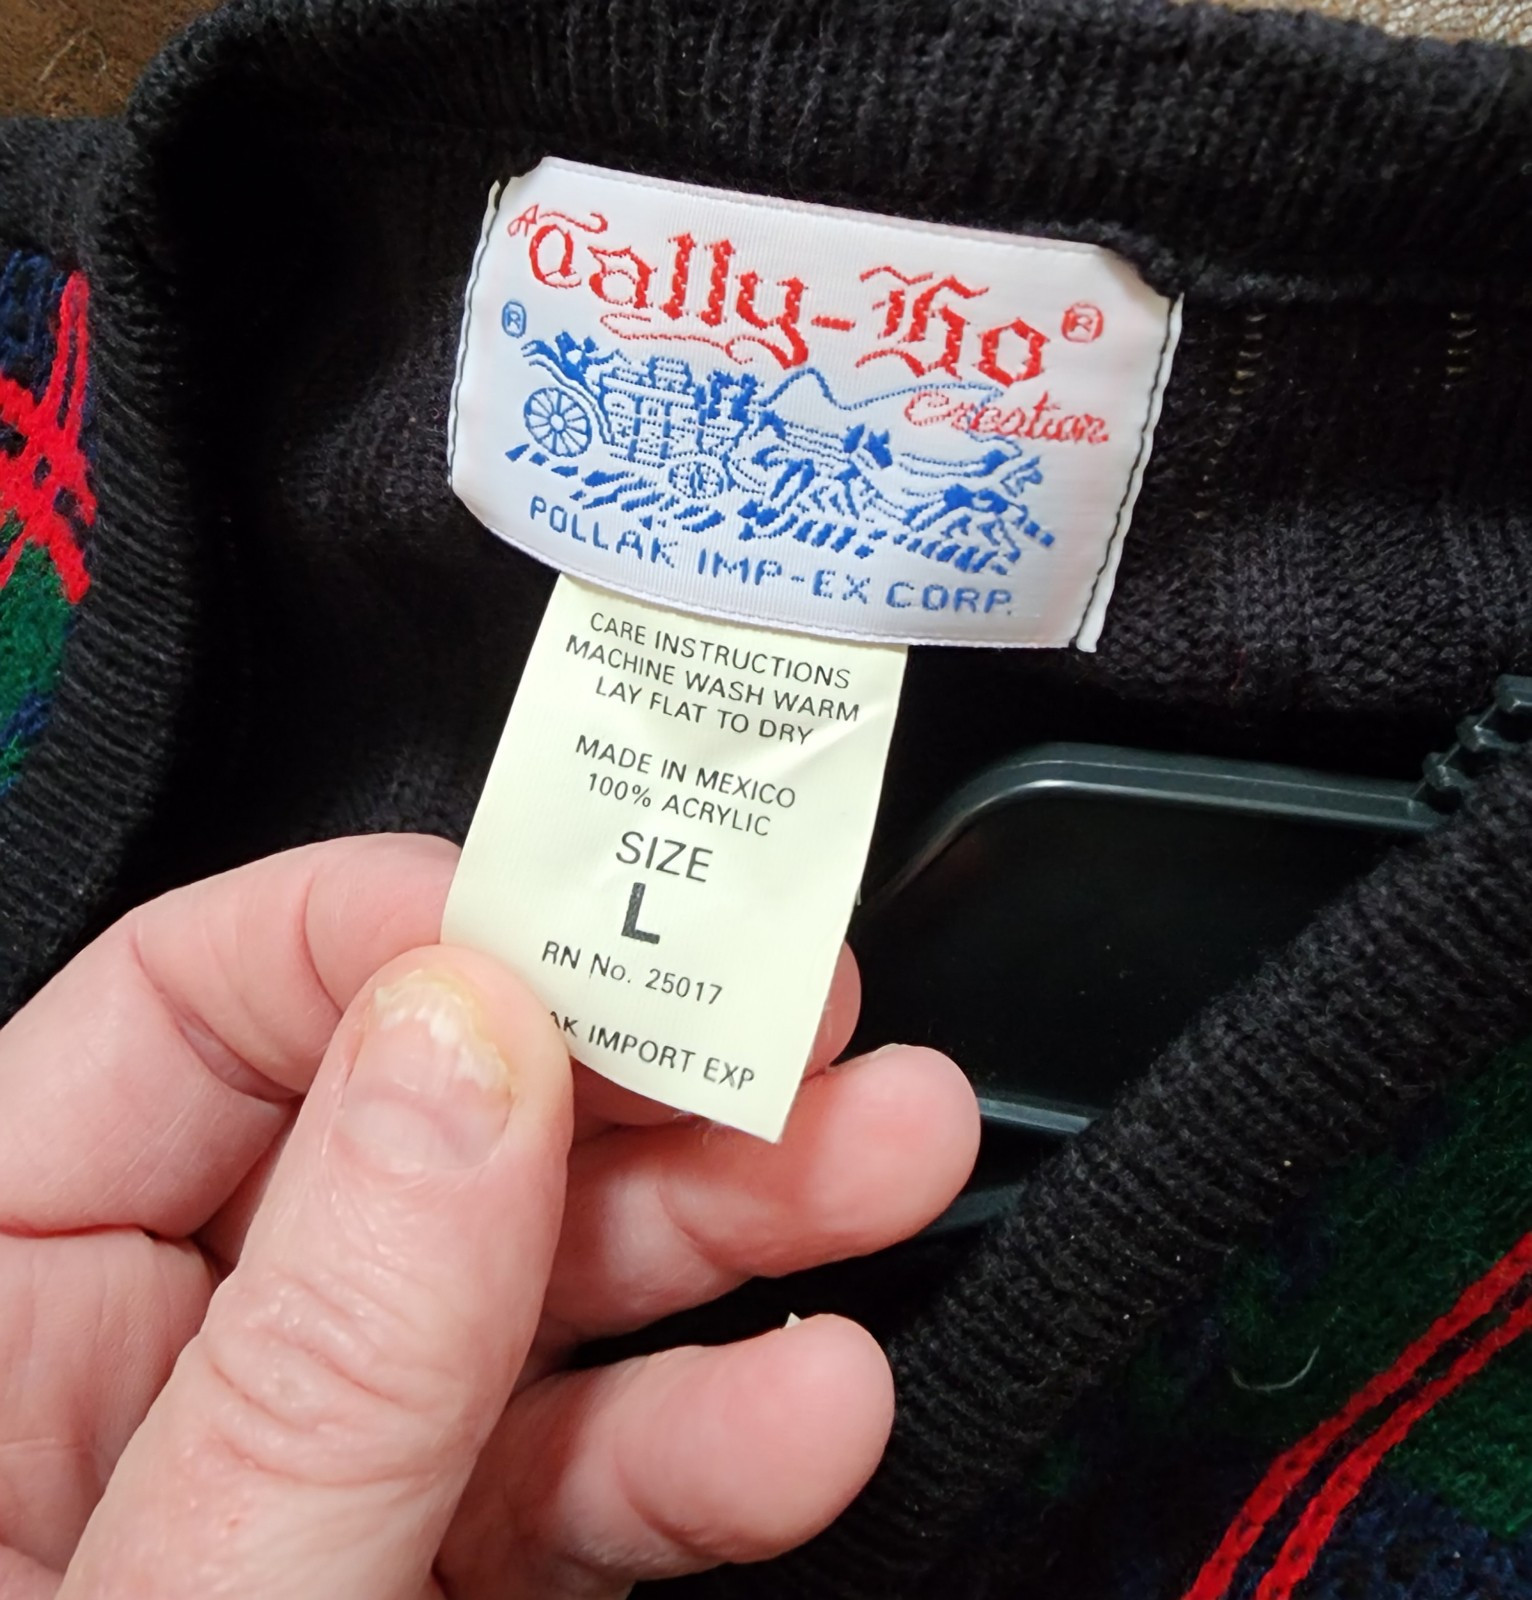 A Tally-Ho®
®
Creation
POLLAK IMP-EX CORP.
CARE INSTRUCTIONS
MACHINE WASH WARM
LAY FLAT TO DRY
MADE IN MEXICO
100% ACRYLIC
SIZE
L
RN No. 25017
AK IMPORT EXP